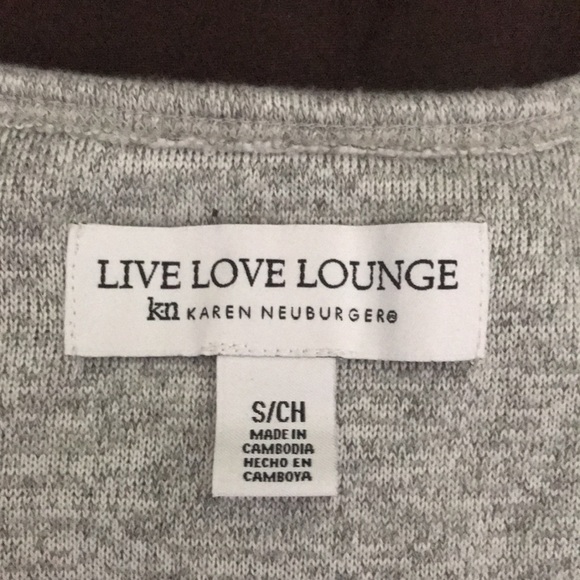 LIVE LOVE LOUNGE
kn KAREN NEUBURGER®
S/CH
MADE IN
CAMBODIA
HECHO EN
CAMBOYA